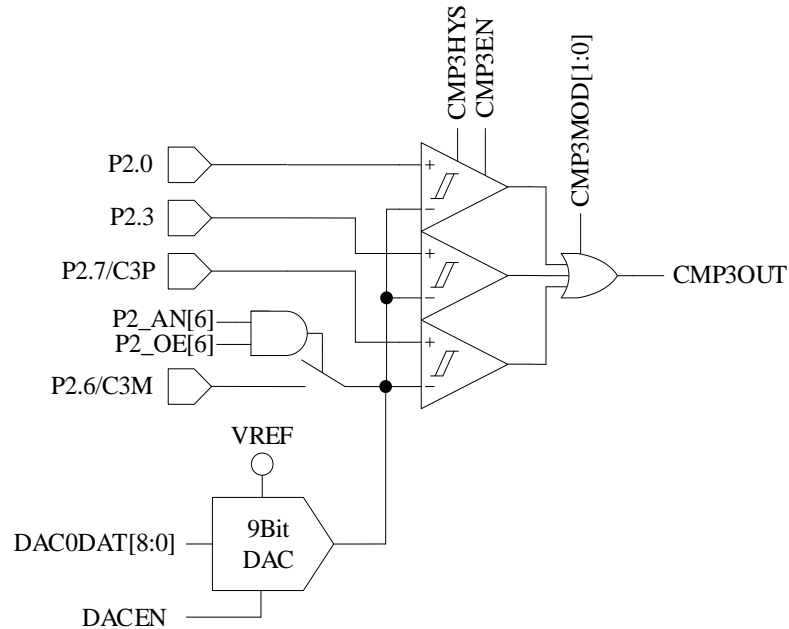 CMP3HYS
CMP3EN
CMP3MOD[1:0]
P2.0
+
−
P2.3
+
P2.7/C3P
−
CMP3OUT
P2_AN[6]
P2_OE[6]
+
P2.6/C3M
−
VREF
DAC0DAT[8:0]
9Bit
DAC
DACEN